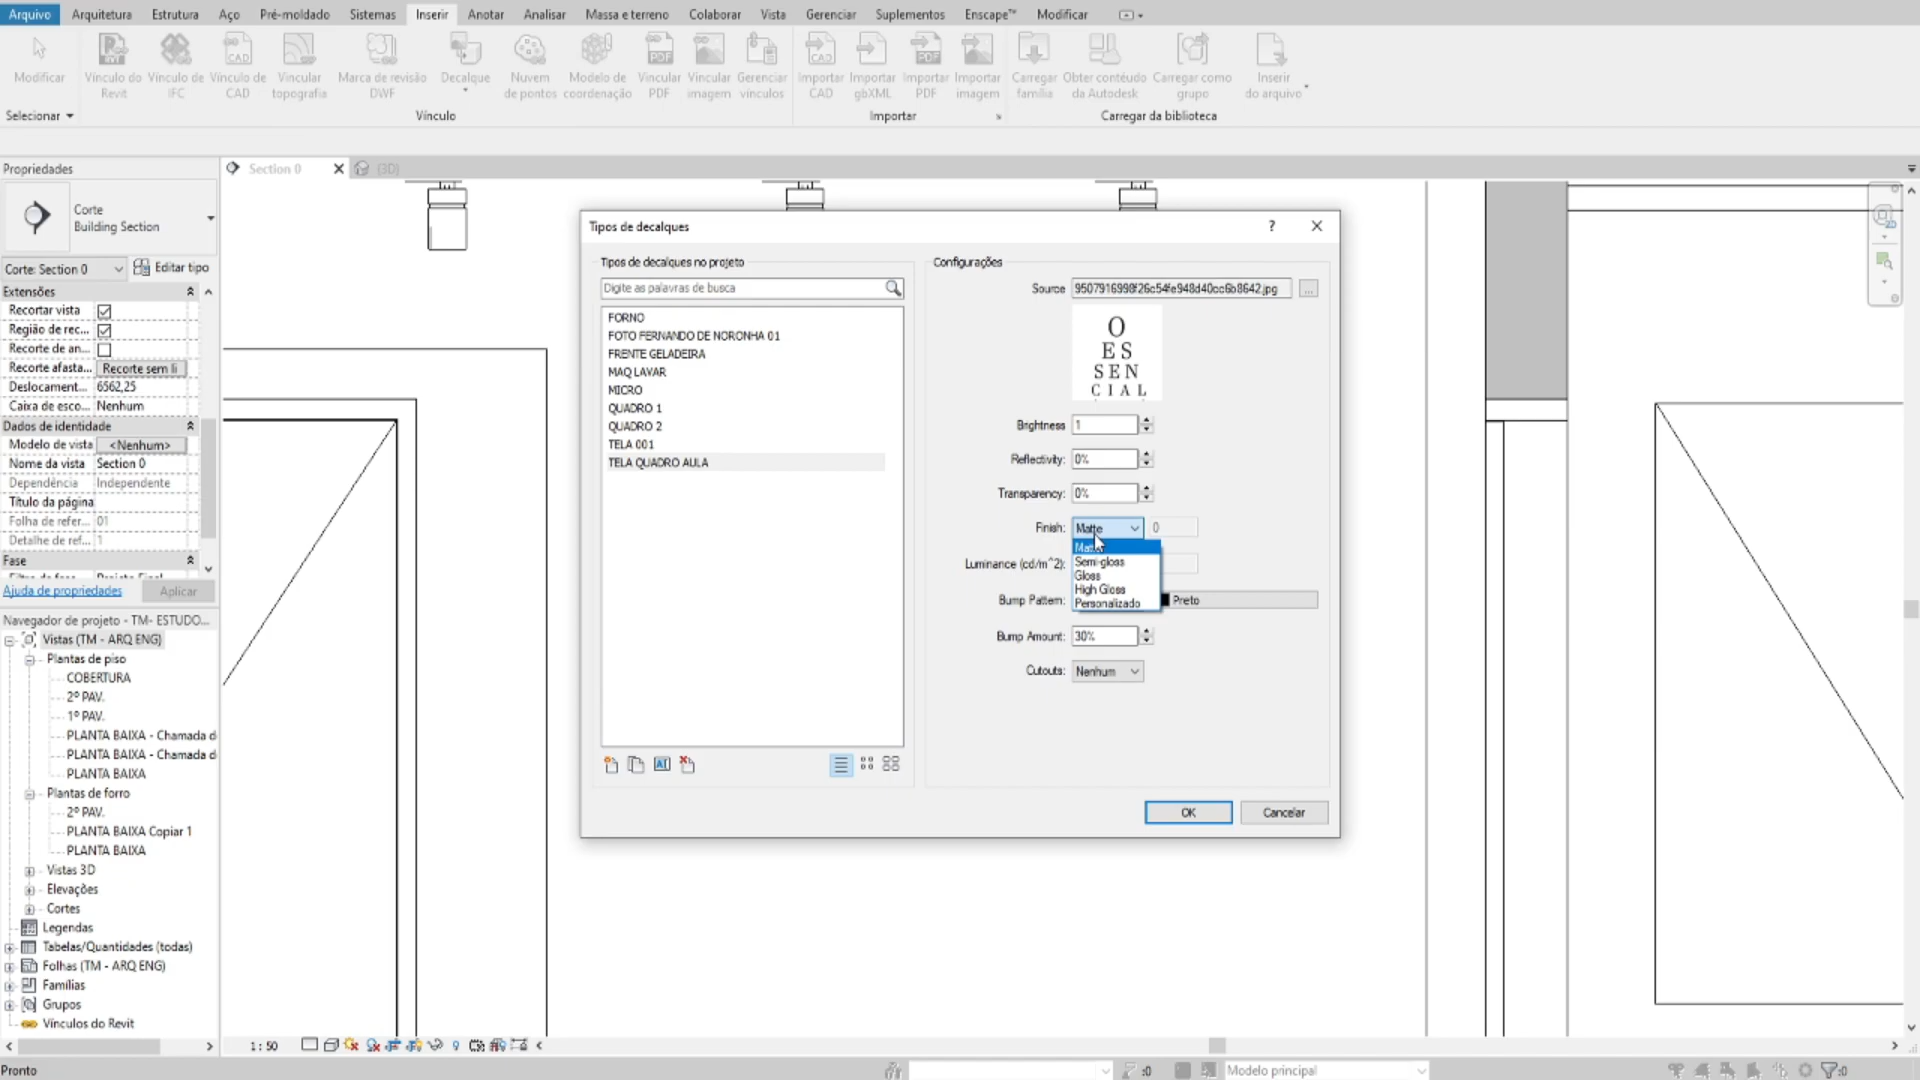 Arquivo Arquitetura Estrutura Aço Pré-moldado Sistemas Inserir Anotar Analisar Massa e terreno Colaborar Vista Gerenciar Suplementos Enscape™ Modificar
Modificar
Vínculo do Revit
Vínculo de IFC
Vínculo de CAD
Vincular topografia
Marca de revisão DWF
Decalque
Nuvem de pontos
Modelo de coordenação
Vincular PDF
Vincular imagem
Gerenciar vínculos
Importar CAD
Importar gbXML
Importar PDF
Importar imagem
Carregar família
Obter conteúdo da Autodesk
Carregar como grupo
Inserir do arquivo
Selecionar
Vínculo
Importar
Carregar da biblioteca
Propriedades
Section 0
{3D}
Corte
Building Section
Corte: Section 0
Editar tipo
Extensões
Recortar vista
Região de rec...
Recorte de an...
Recorte afasta... Recorte sem li
Deslocament... 6562,25
Caixa de esco... Nenhum
Dados de identidade
Modelo de vista <Nenhum>
Nome da vista Section 0
Dependência Independente
Título da página
Folha de refer... 01
Detalhe de ref... 1
Fase
Ajuda de propriedades
Aplicar
Navegador de projeto - TM- ESTUDO...
Vistas (TM - ARQ ENG)
Plantas de piso
COBERTURA
2º PAV.
1º PAV.
PLANTA BAIXA - Chamada d
PLANTA BAIXA - Chamada d
PLANTA BAIXA
Plantas de forro
2º PAV.
PLANTA BAIXA Copiar 1
PLANTA BAIXA
Vistas 3D
Elevações
Cortes
Legendas
Tabelas/Quantidades (todas)
Folhas (TM - ARQ ENG)
Famílias
Grupos
Vínculos do Revit
Tipos de decalques
?
Tipos de decalques no projeto
Digite as palavras de busca
FORNO
FOTO FERNANDO DE NORONHA 01
FRENTE GELADEIRA
MAQ LAVAR
MICRO
QUADRO 1
QUADRO 2
TELA 001
TELA QUADRO AULA
Configurações
Source 9507916998f26c54fe948d40cc6b8642.jpg ...
O
ES
SEN
CIAL
Brightness 1
Reflectivity: 0%
Transparency: 0%
Finish: Matte 0
Semi-gloss
Gloss
High Gloss
Personalizado
Luminance (cd/m^2):
Bump Pattern: Preto
Bump Amount: 30%
Cutouts: Nenhum
OK
Cancelar
1 : 50
Pronto
:0
Modelo principal
:0